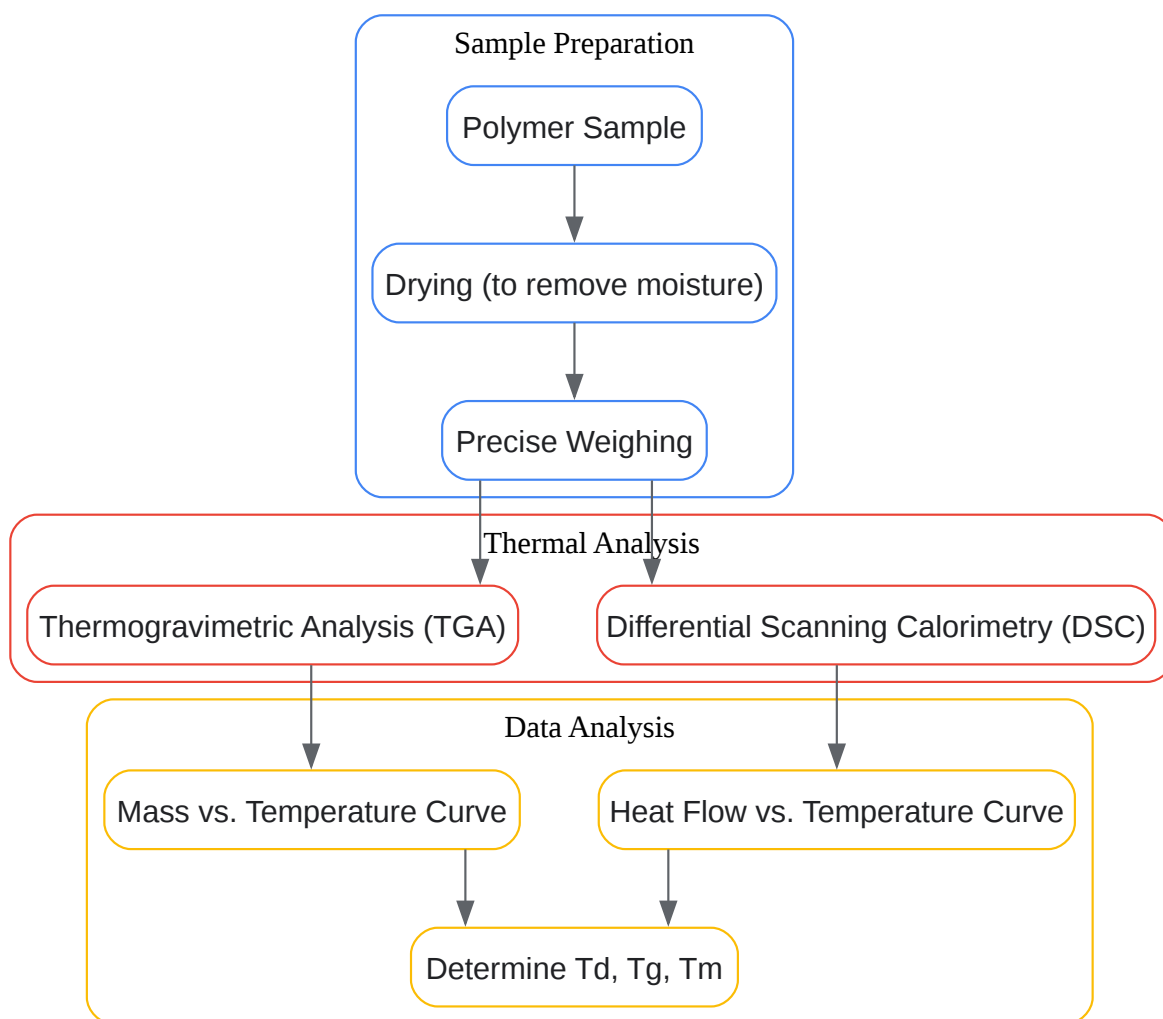 Sample Preparation
Polymer Sample
Drying (to remove moisture)
Precise Weighing
Thermal Analysis
Thermogravimetric Analysis (TGA)
Differential Scanning Calorimetry (DSC)
Data Analysis
Mass vs. Temperature Curve
Heat Flow vs. Temperature Curve
Determine Td, Tg, Tm